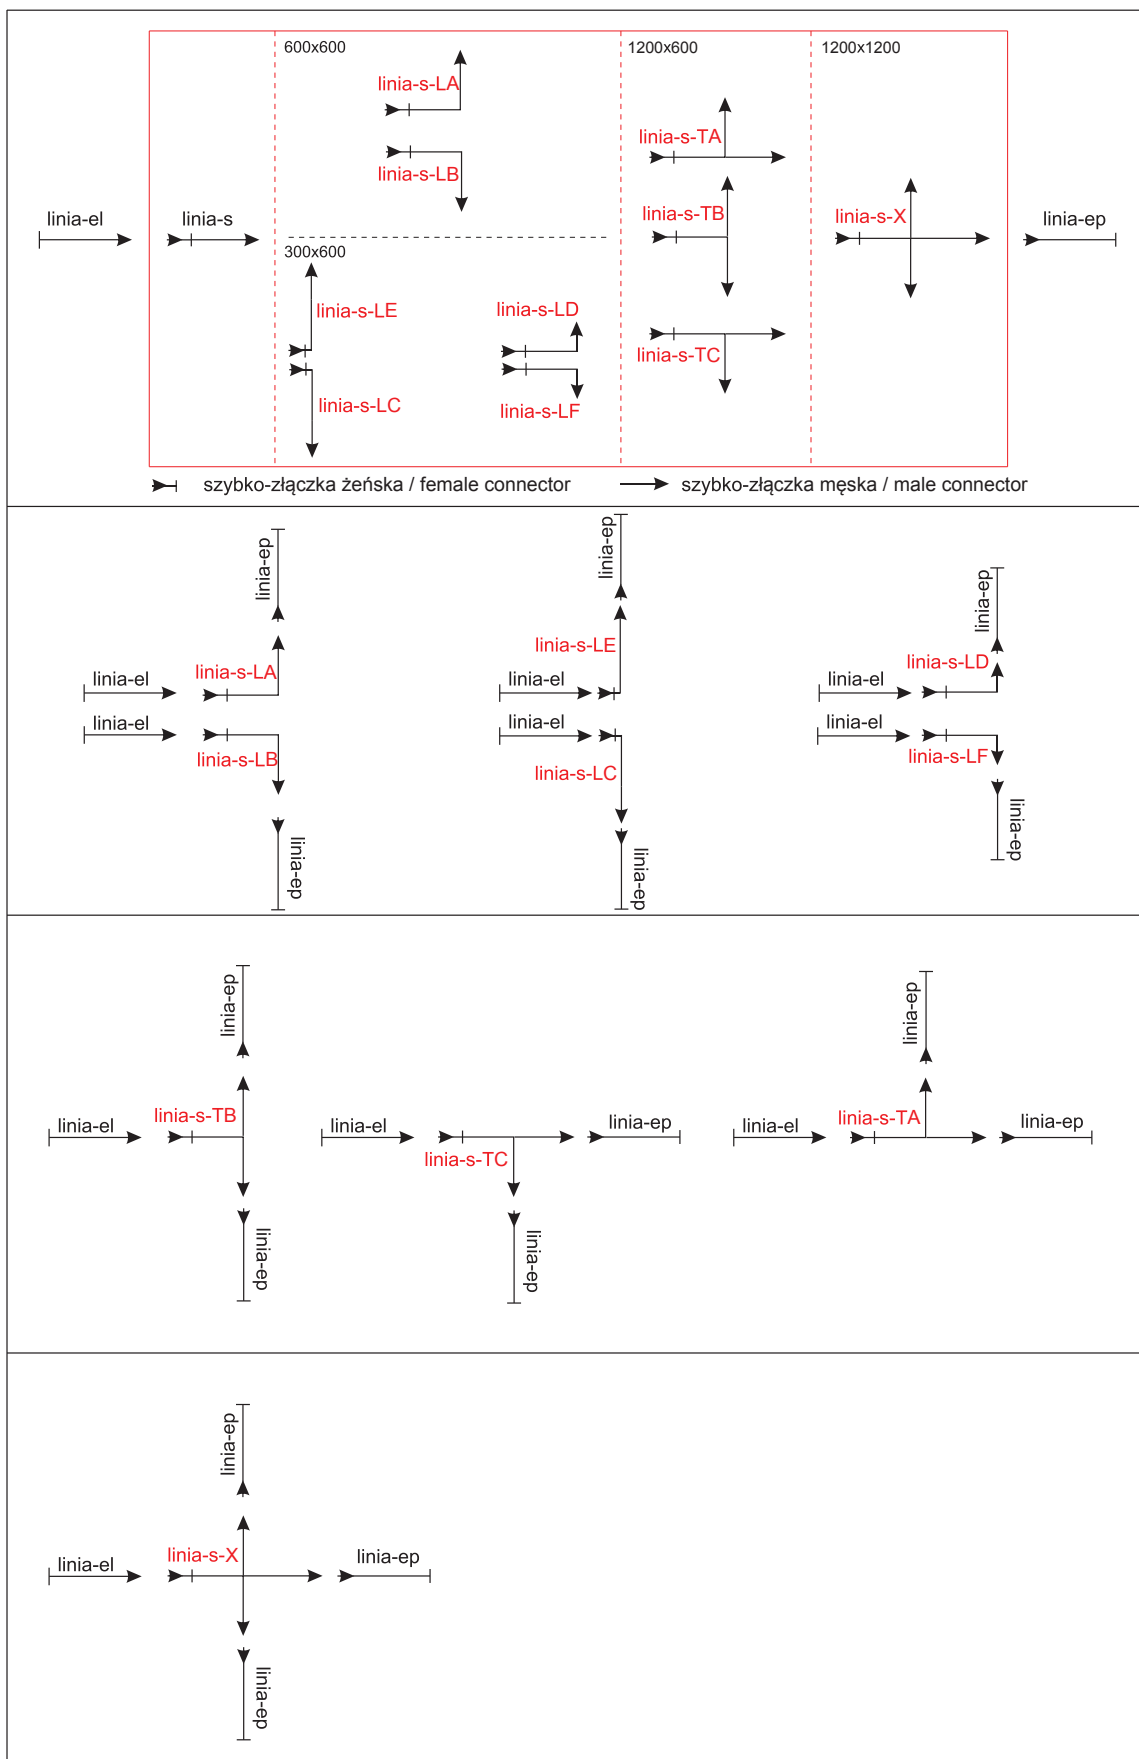 600x600
1200x600
1200x1200
linia-s-LA
linia-s-TA
linia-s-LB
linia-el
linia-s
linia-s-TB
linia-s-X
linia-ep
300x600
linia-s-LE
linia-s-LD
linia-s-TC
linia-s-LC
linia-s-LF
szybko-złączka żeńska / female connector
szybko-złączka męska / male connector
linia-ep
linia-ep
linia-ep
linia-s-LA
linia-s-LE
linia-s-LD
linia-el
linia-el
linia-el
linia-el
linia-el
linia-el
linia-s-LB
linia-s-LC
linia-s-LF
linia-ep
linia-ep
linia-ep
linia-ep
linia-ep
linia-el
linia-s-TB
linia-el
linia-ep
linia-el
linia-s-TA
linia-ep
linia-s-TC
linia-ep
linia-ep
linia-ep
linia-el
linia-s-X
linia-ep
linia-ep